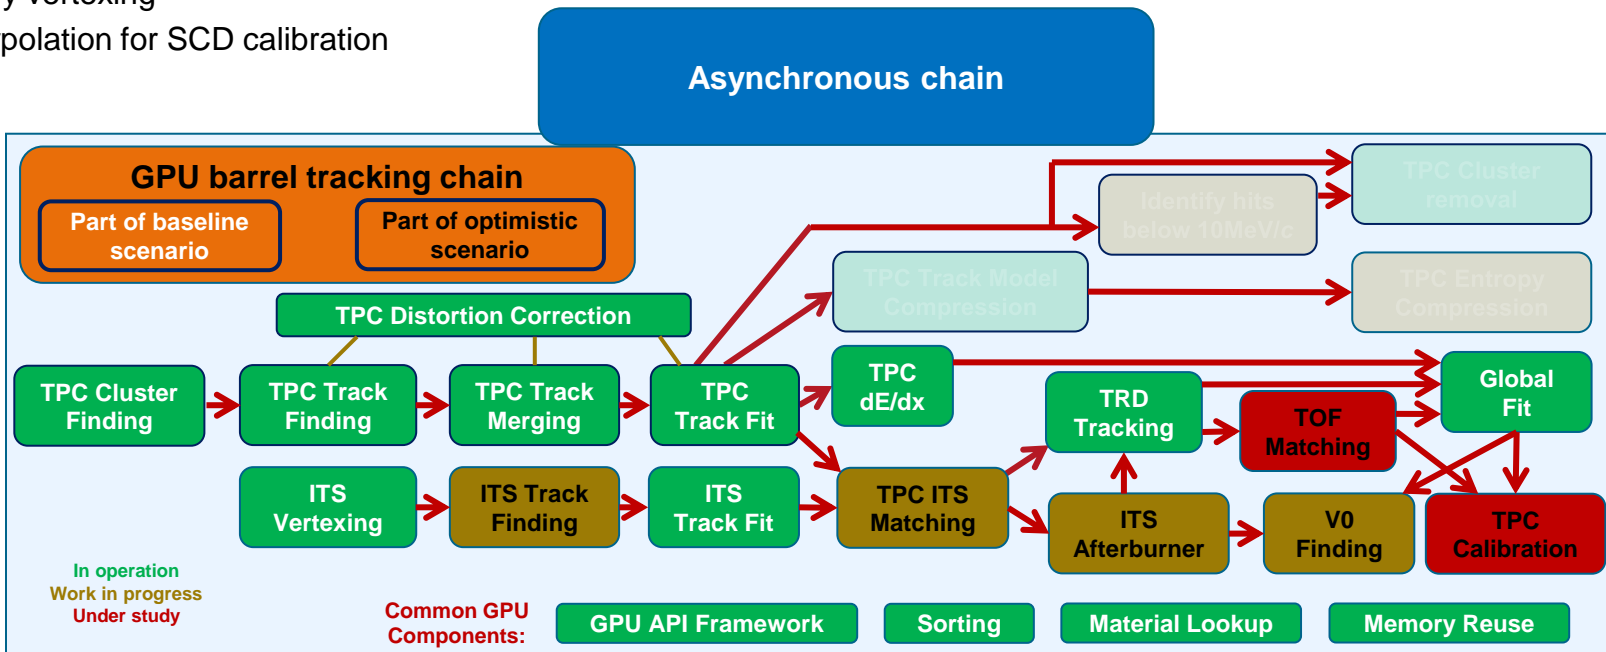 y vertexing
polation for SCD calibration
Asynchronous chain
GPU barrel tracking chain
Part of baseline
scenario
Part of optimistic
scenario
TPC Cluster
removal
Identify hits
below 10MeV/c
TPC Track Model
Compression
TPC Entropy
Compression
TPC Distortion Correction
TPC Cluster
Finding
TPC Track
Finding
TPC Track
Merging
TPC
Track Fit
TPC
dE/dx
TRD
Tracking
TOF
Matching
Global
Fit
ITS
Vertexing
ITS Track
Finding
ITS
Track Fit
TPC ITS
Matching
ITS
Afterburner
V0
Finding
TPC
Calibration
In operation
Work in progress
Under study
Common GPU
Components:
GPU API Framework
Sorting
Material Lookup
Memory Reuse